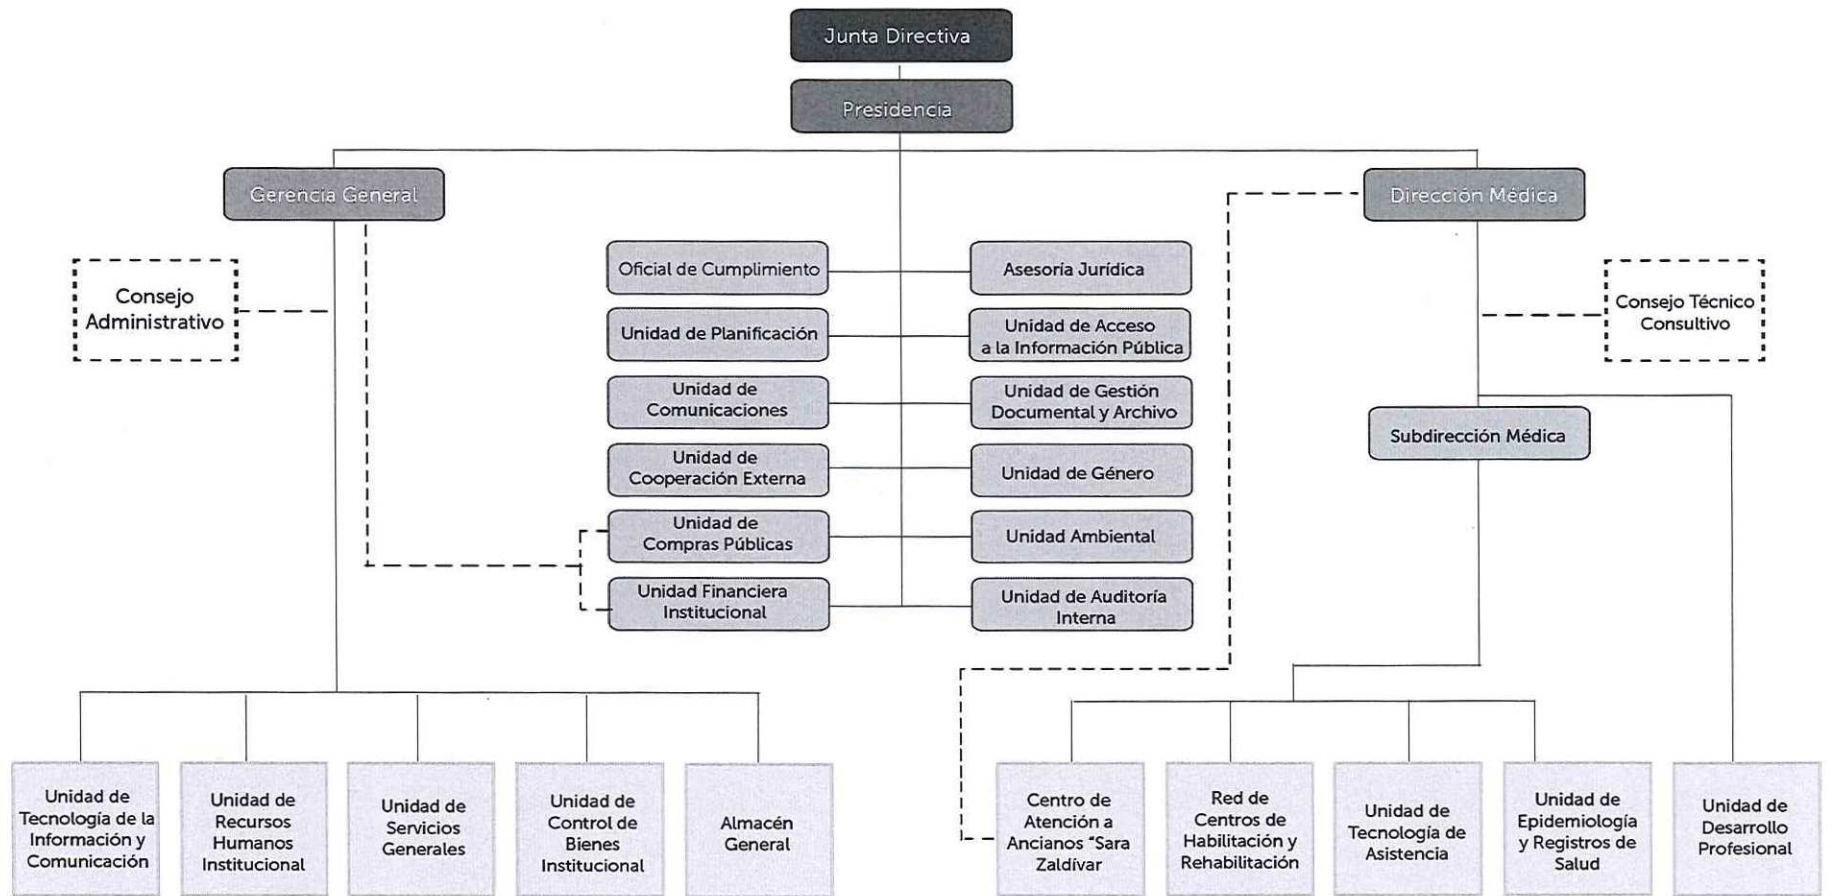 Junta Directiva
Presidencia
Gerencia General
Dirección Médica
Consejo
Administrativo
Oficial de Cumplimiento
Asesoría Jurídica
Consejo Técnico
Consultivo
Unidad de Planificación
Unidad de Acceso
a la Información Pública
Unidad de
Comunicaciones
Unidad de Gestión
Documental y Archivo
Subdirección Médica
Unidad de
Cooperación Externa
Unidad de Género
Unidad de
Compras Públicas
Unidad Ambiental
Unidad Financiera
Institucional
Unidad de Auditoría
Interna
Unidad de
Tecnología de la
Información y
Comunicación
Unidad de
Recursos
Humanos
Institucional
Unidad de
Servicios
Generales
Unidad de
Control de
Bienes
Institucional
Almacén
General
Centro de
Atención a
Ancianos "Sara
Zaldívar
Red de
Centros de
Habilitación y
Rehabilitación
Unidad de
Tecnología de
Asistencia
Unidad de
Epidemiología
y Registros de
Salud
Unidad de
Desarrollo
Profesional